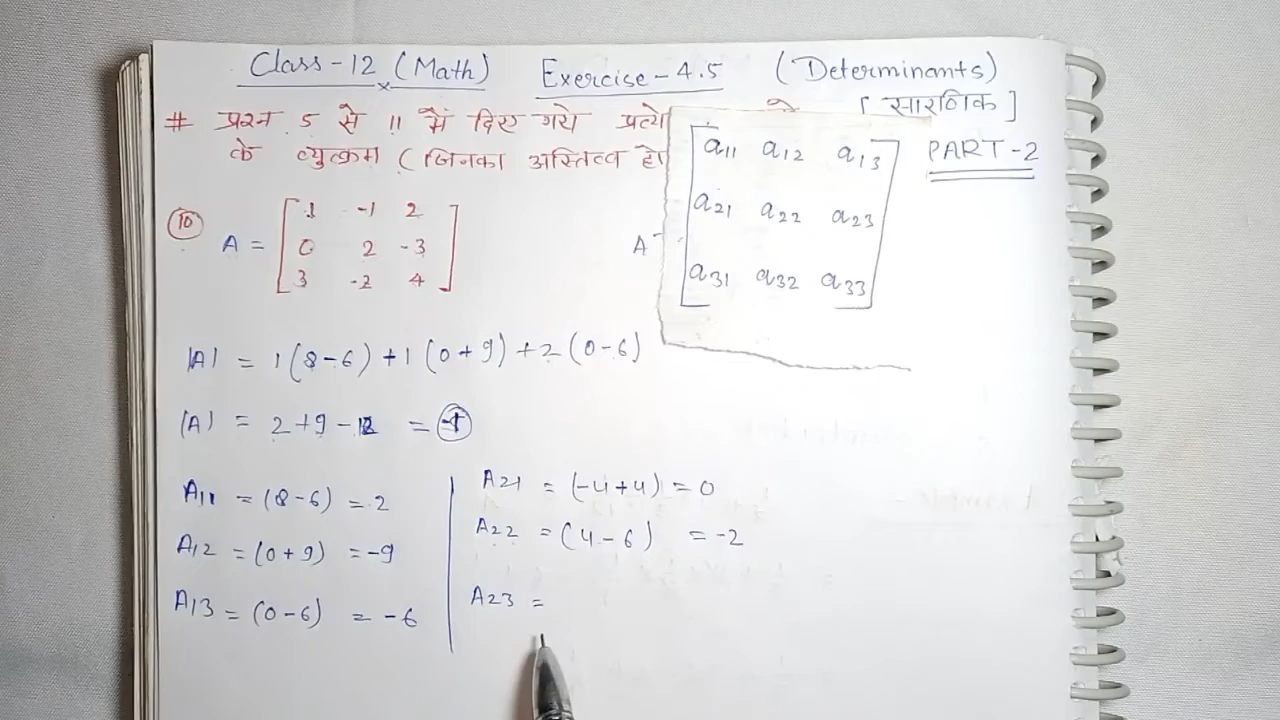 Class-12 (Math) Exercise-4.5 (Determinants)
[सारणिक]
# प्रश्न 5 से 11 में दिए गये प्रत्ये
के व्युत्क्रम (जिनका अस्तित्व हो
PART-2
a11 a12 a13
a21 a22 a23
a31 a32 a33
10 A = [ 1 -1 2
0 2 -3
3 -2 4 ]
A-
|A| = 1(8-6)+1(0+9)+2(0-6)
|A| = 2+9-12 = -1
A11 = (8-6) = 2
A12 = (0+9) = -9
A13 = (0-6) = -6
A21 = (-4+4) = 0
A22 = (4-6) = -2
A23 =